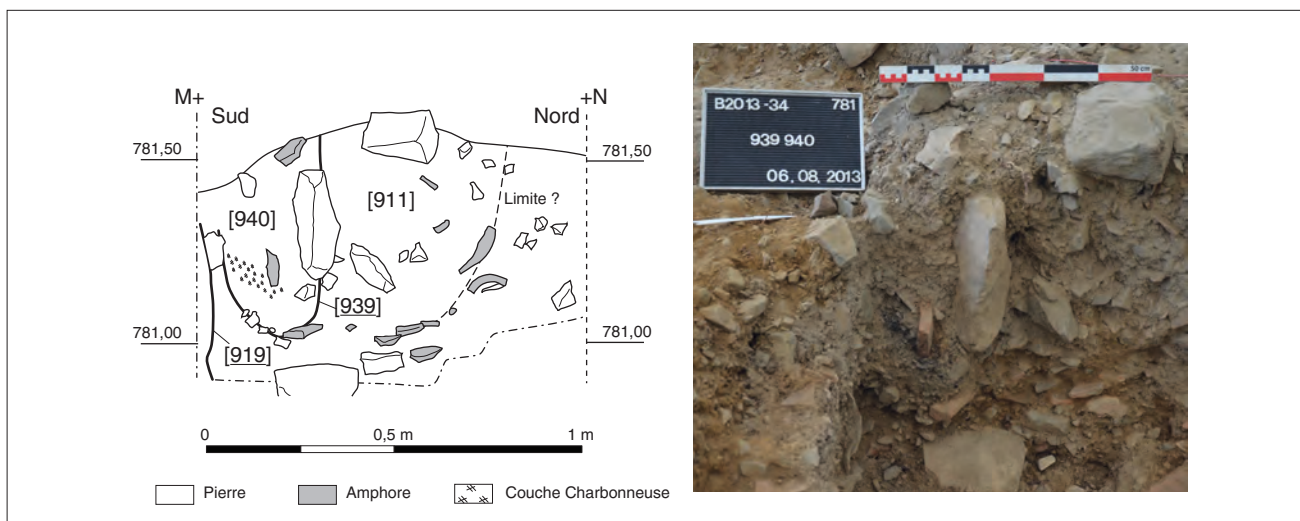 M+
+N
Sud
Nord
781,50
781,50
[940]
[911]
Limite ?
[939]
781,00
781,00
[919]
0
0,5 m
1 m
Pierre
Amphore
Couche Charbonneuse
50 cm
B2013-34 781
939 940
06.08.2013